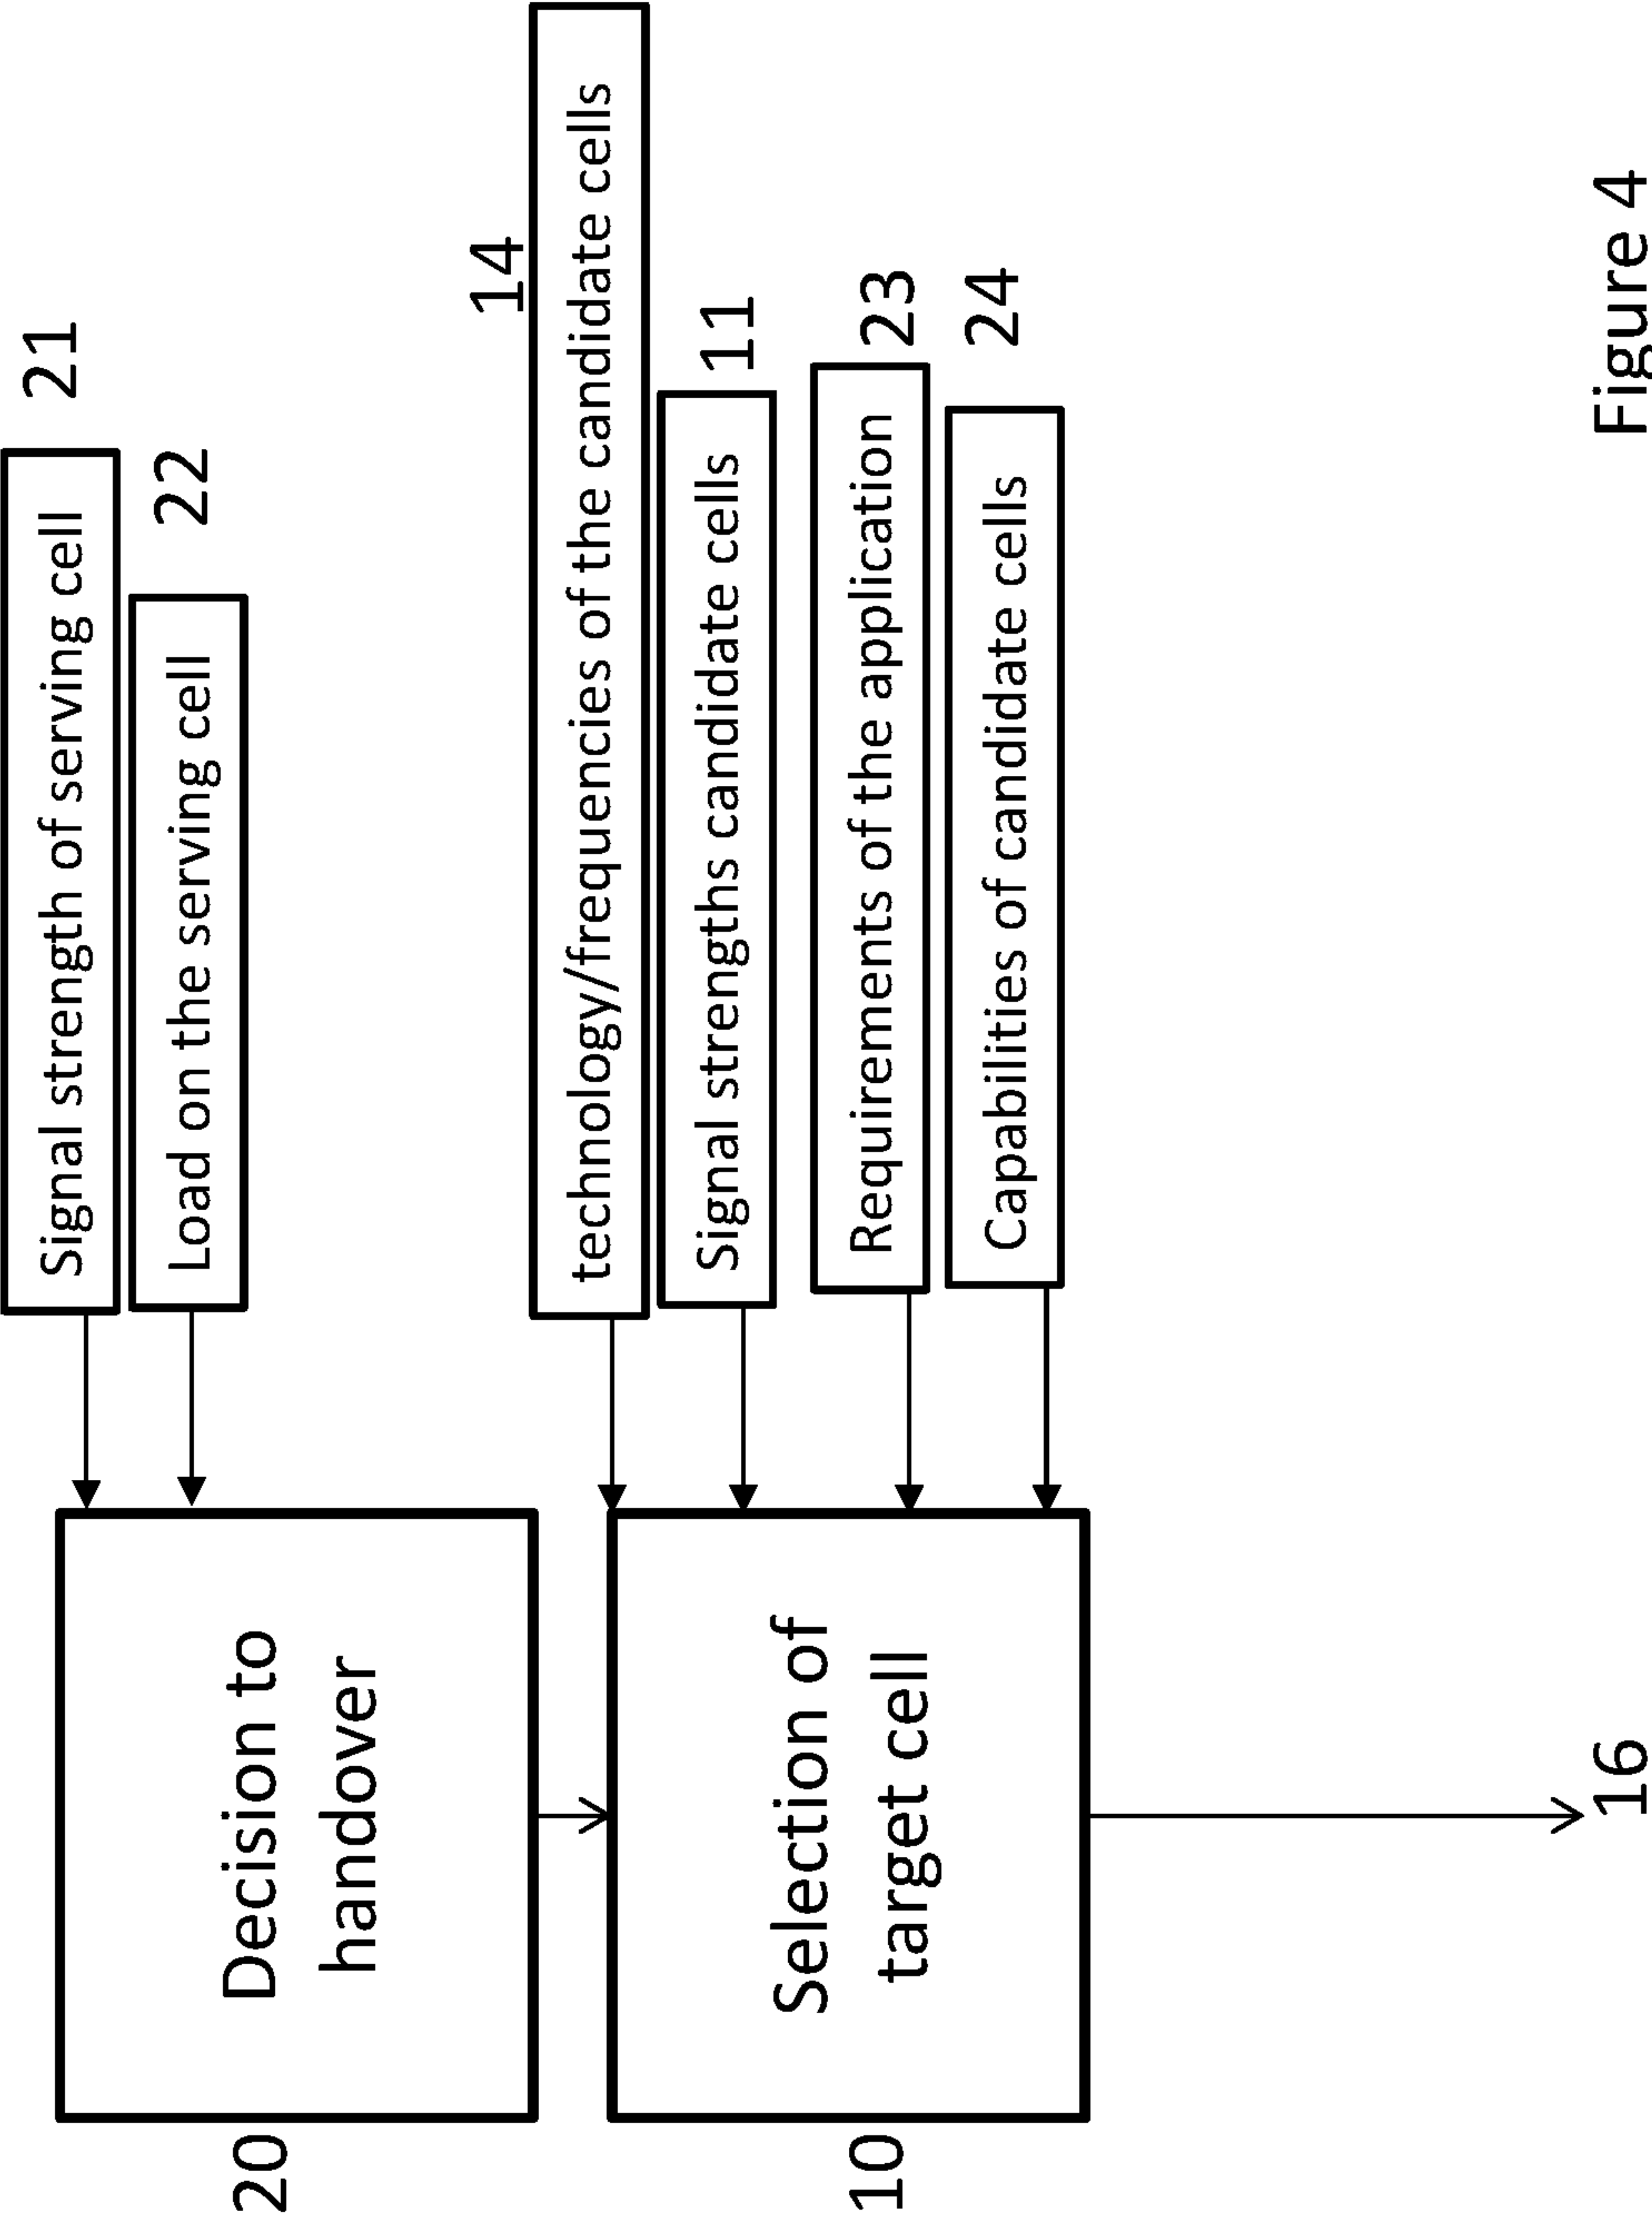 21
Signal strength of serving cell
22
Load on the serving cell
20
Decision to
handover
14
technology/frequencies of the candidate cells
Signal strengths candidate cells
11
Requirements of the application
23
Capabilities of candidate cells
24
10
Selection of
target cell
16
Figure 4